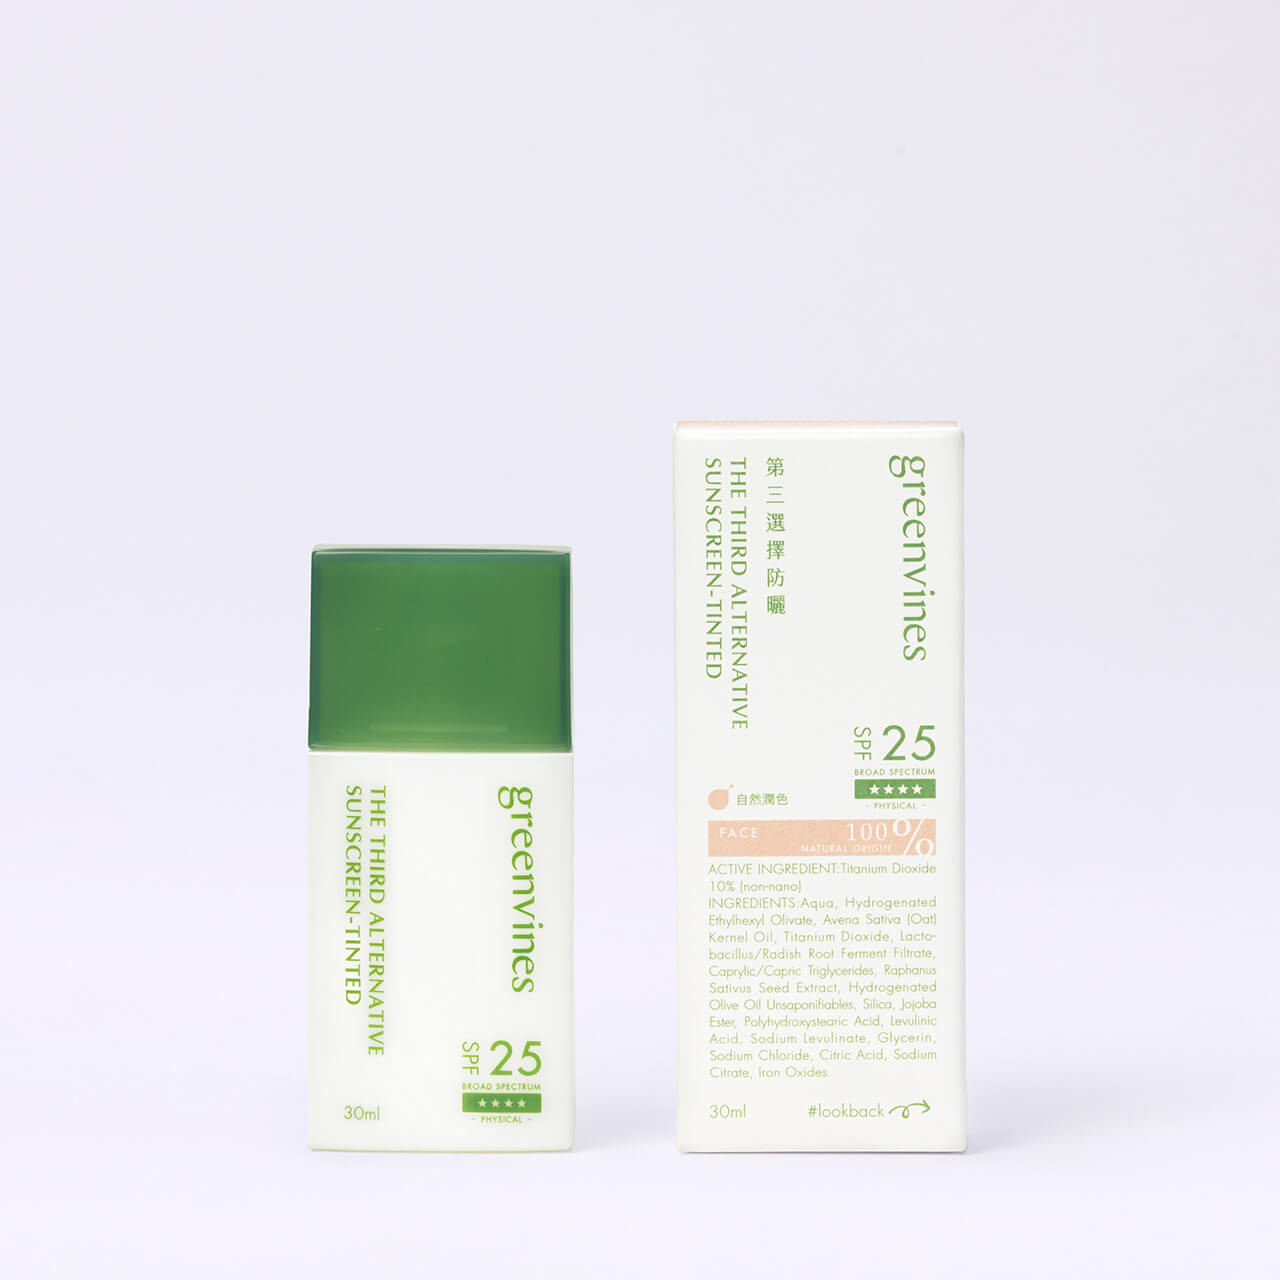 greenvines
THE THIRD ALTERNATIVE
SUNSCREEN-TINTED
SPF 25
BROAD SPECTRUM
★★★★
- PHYSICAL -
30ml
greenvines
第三選擇防曬
THE THIRD ALTERNATIVE
SUNSCREEN-TINTED
SPF 25
BROAD SPECTRUM
★★★★
- PHYSICAL -
自然潤色
FACE 100%
NATURAL ORIGIN
ACTIVE INGREDIENT:Titanium Dioxide
10% (non-nano)
INGREDIENTS:Aqua, Hydrogenated
Ethylhexyl Olivate, Avena Sativa (Oat)
Kernel Oil, Titanium Dioxide, Lacto-
bacillus/Radish Root Ferment Filtrate,
Caprylic/Capric Triglycerides, Raphanus
Sativus Seed Extract, Hydrogenated
Olive Oil Unsaponifiables, Silica, Jojoba
Ester, Polyhydroxystearic Acid, Levulinic
Acid, Sodium Levulinate, Glycerin,
Sodium Chloride, Citric Acid, Sodium
Citrate, Iron Oxides
30ml #lookback